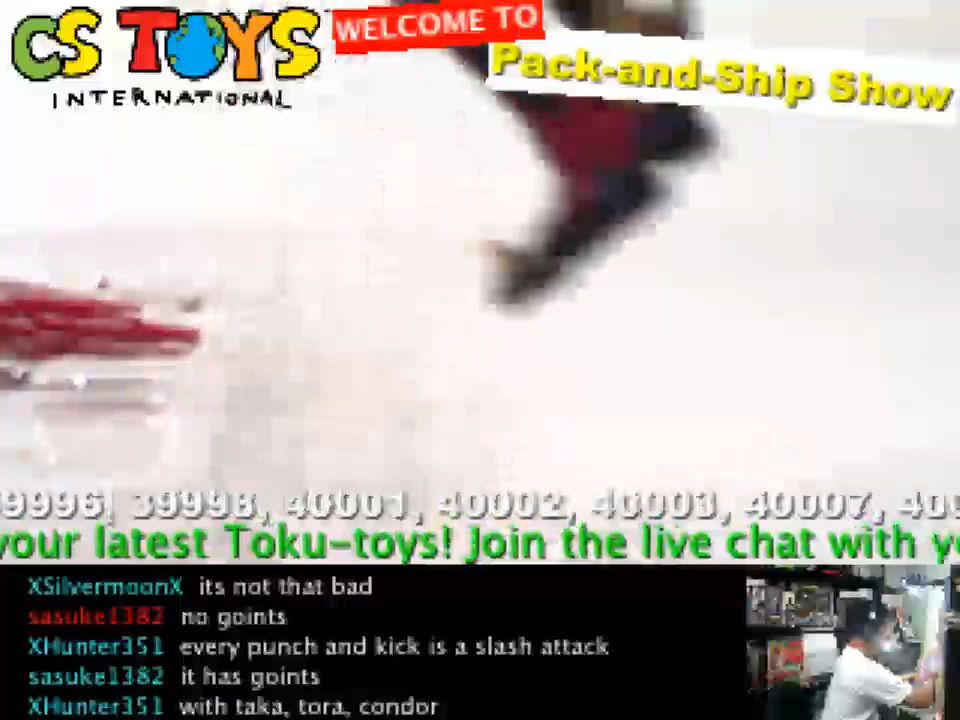 CS TOYS
INTERNATIONAL
WELCOME TO
Pack-and-Ship Show
9996! 39998, 40001, 40002, 40003, 40007, 400
your latest Toku-toys! Join the live chat with y
XSilvermoonX its not that bad
sasuke1382 no goints
XHunter351 every punch and kick is a slash attack
sasuke1382 it has goints
XHunter351 with taka, tora, condor